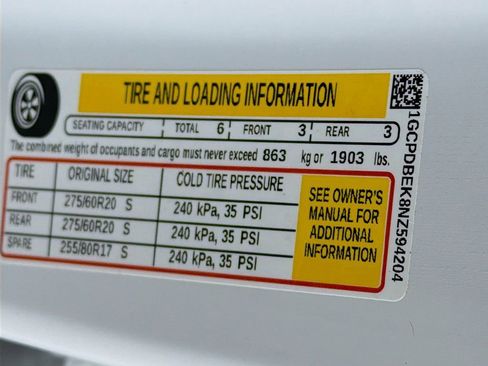 TIRE AND LOADING INFORMATION
SEATING CAPACITY TOTAL 6 FRONT 3 REAR 3
The combined weight of occupants and cargo must never exceed 863 kg or 1903 lbs.
TIRE ORIGINAL SIZE COLD TIRE PRESSURE
FRONT 275/60R20 S 240 kPa, 35 PSI
REAR 275/60R20 S 240 kPa, 35 PSI
SPARE 255/80R17 S 240 kPa, 35 PSI
SEE OWNER'S
MANUAL FOR
ADDITIONAL
INFORMATION
1GCPDBEK8NZ594204